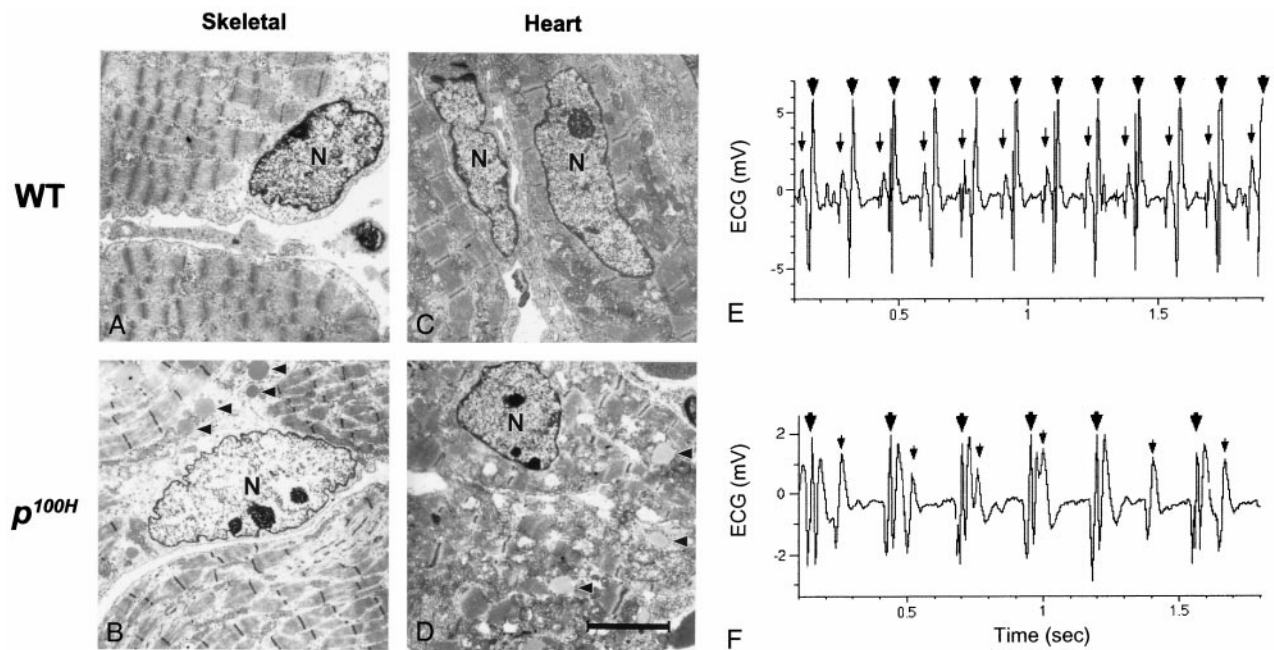 Skeletal Heart
WT
N
A
N N
C
p100H
N
B
N
D
ECG (mV)
5
0
-5
0.5 1 1.5
E
ECG (mV)
2
0
-2
0.5 1 1.5
Time (sec)
F